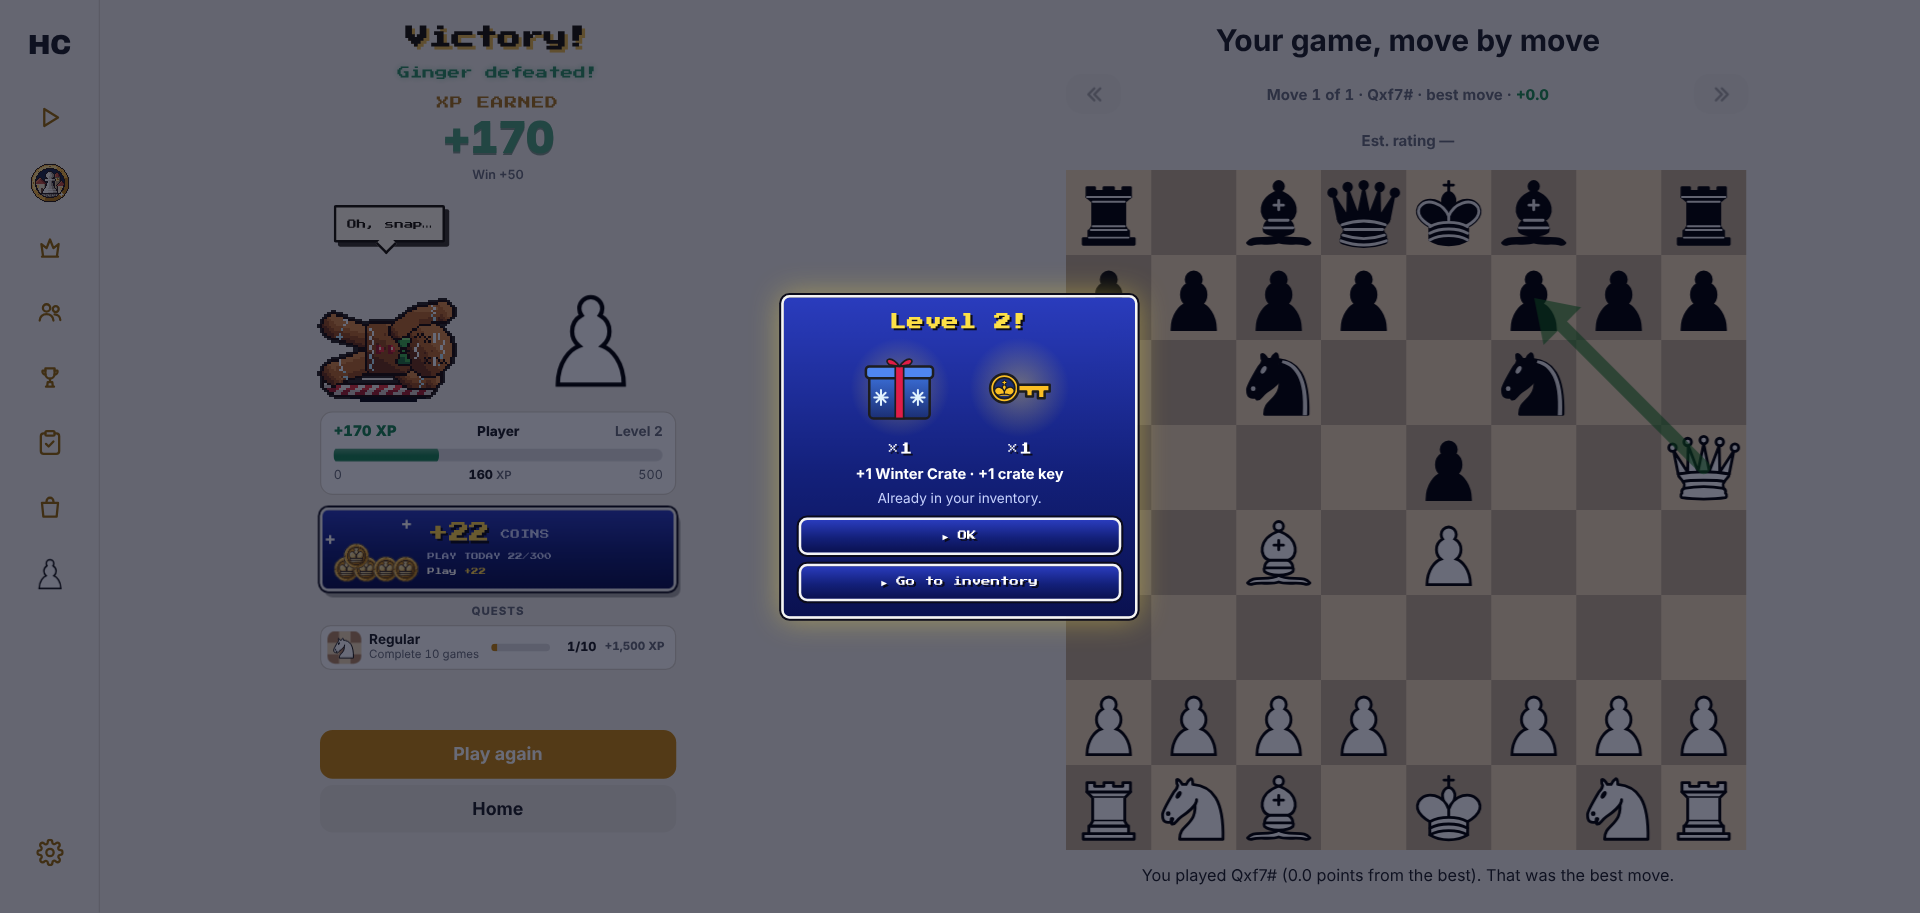 HC
Victory!
Ginger defeated!
XP EARNED
+170
Win +50
Oh, snap...
+170 XP Player Level 2
0 160 XP 500
+22 COINS
PLAY TODAY 22/300
Play +22
QUESTS
Regular
Complete 10 games
1/10 +1,500 XP
Play again
Home
Level 2!
×1 ×1
+1 Winter Crate · +1 crate key
Already in your inventory.
▸ OK
▸ Go to inventory
Your game, move by move
Move 1 of 1 · Qxf7# · best move · +0.0
Est. rating —
You played Qxf7# (0.0 points from the best). That was the best move.